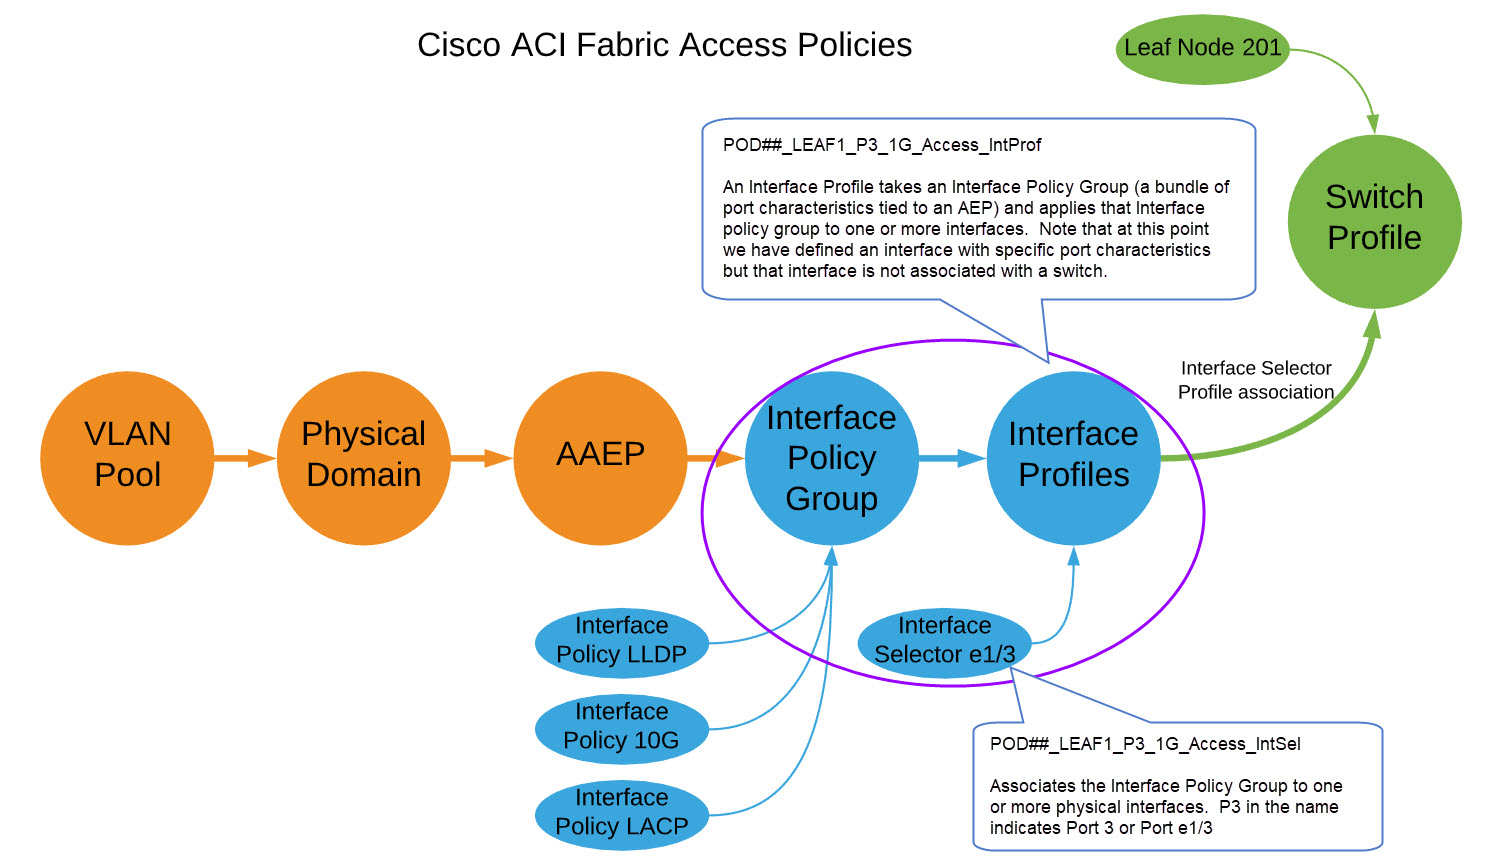 Cisco ACI Fabric Access Policies
Leaf Node 201
POD##_LEAF1_P3_1G_Access_IntProf
An Interface Profile takes an Interface Policy Group (a bundle of
port characteristics tied to an AEP) and applies that Interface
policy group to one or more interfaces.  Note that at this point
we have defined an interface with specific port characteristics
but that interface is not associated with a switch.
Switch
Profile
Interface Selector
Profile association
VLAN
Pool
Physical
Domain
AAEP
Interface
Policy
Group
Interface
Profiles
Interface
Policy LLDP
Interface
Selector e1/3
Interface
Policy 10G
Interface
Policy LACP
POD##_LEAF1_P3_1G_Access_IntSel
Associates the Interface Policy Group to one
or more physical interfaces.  P3 in the name
indicates Port 3 or Port e1/3